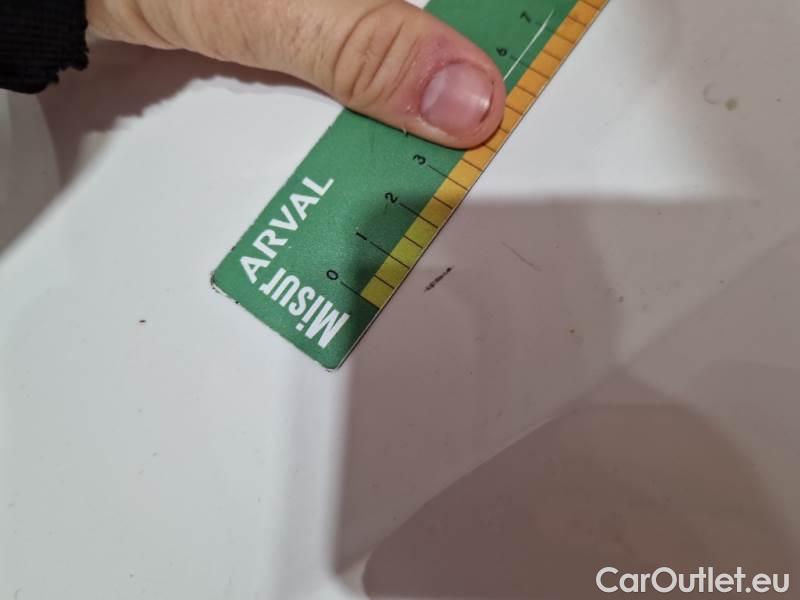 ARVAL
Misur
0 1 2 3 6 7
CarOutlet.eu